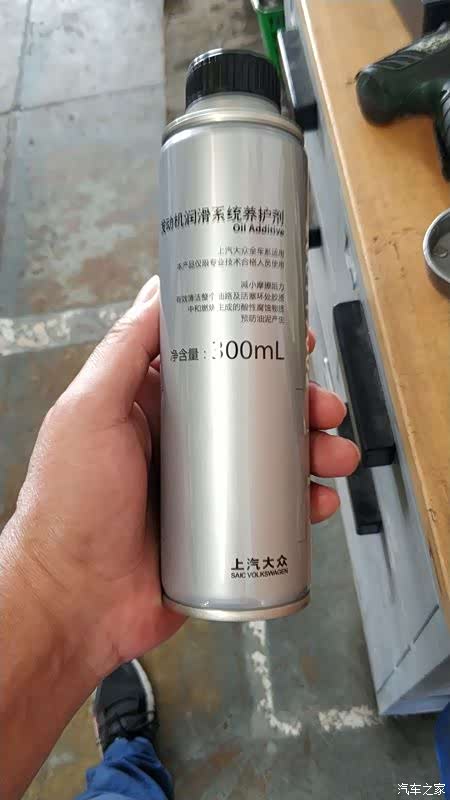 发动机润滑系统养护剂
Oil Additive
上汽大众全车系适用
本产品仅限专业技术合格人员使用
减小摩擦阻力
有效清洁整个油路及活塞环处胶质
中和燃烧生成的酸性腐蚀物质
预防油泥产生
净含量：300mL
上汽大众
SAIC VOLKSWAGEN
汽车之家